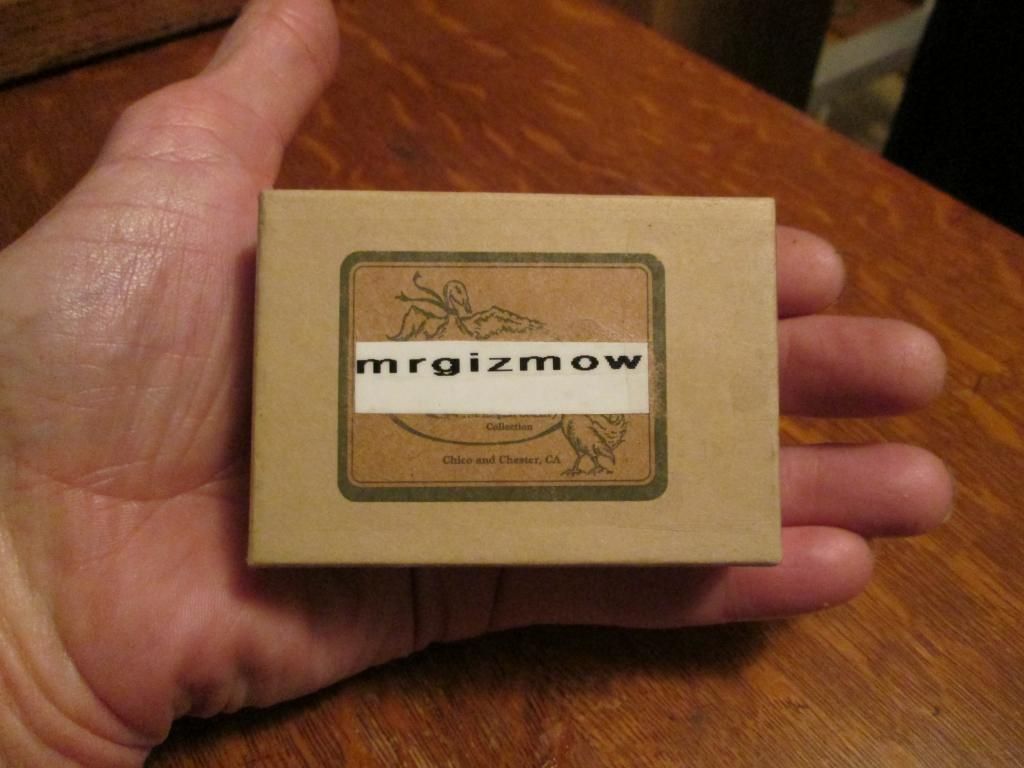 mrgizmow
Collection
Chico and Chester, CA